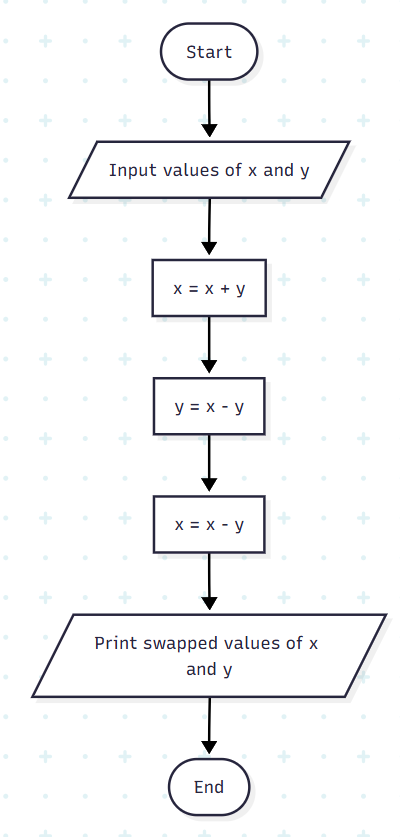 Start
Input values of x and y
x = x + y
y = x - y
x = x - y
Print swapped values of x
and y
End